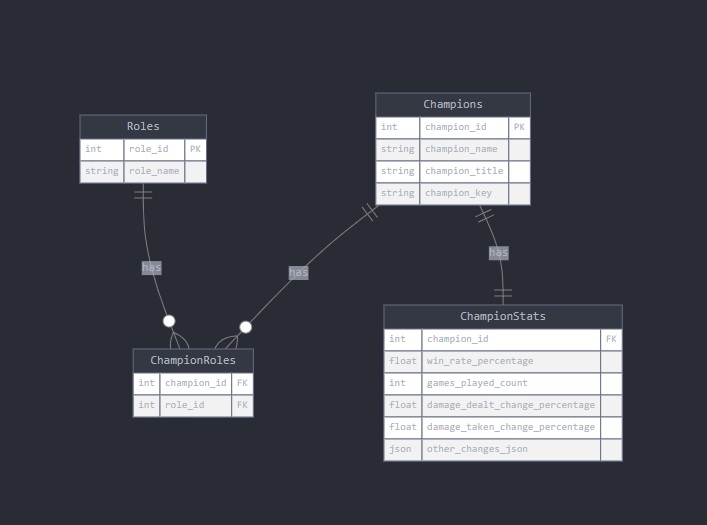 Roles
int role_id PK
string role_name
Champions
int champion_id PK
string champion_name
string champion_title
string champion_key
has
has
has
ChampionRoles
int champion_id FK
int role_id FK
ChampionStats
int champion_id FK
float win_rate_percentage
int games_played_count
float damage_dealt_change_percentage
float damage_taken_change_percentage
json other_changes_json